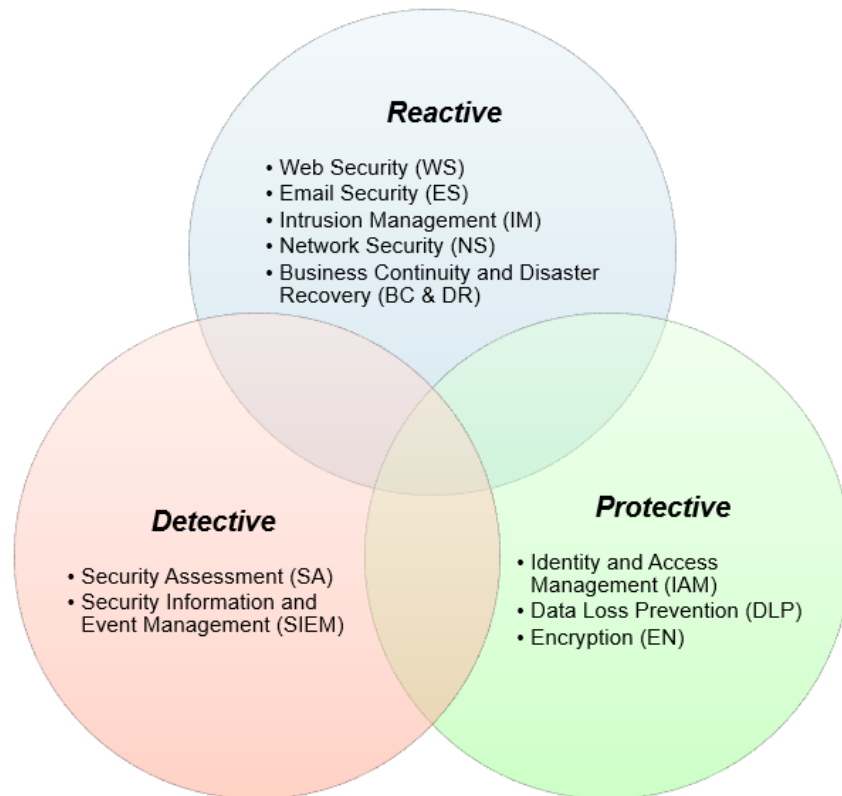 Reactive
• Web Security (WS)
• Email Security (ES)
• Intrusion Management (IM)
• Network Security (NS)
• Business Continuity and Disaster
Recovery (BC & DR)
Detective
• Security Assessment (SA)
• Security Information and
Event Management (SIEM)
Protective
• Identity and Access
Management (IAM)
• Data Loss Prevention (DLP)
• Encryption (EN)